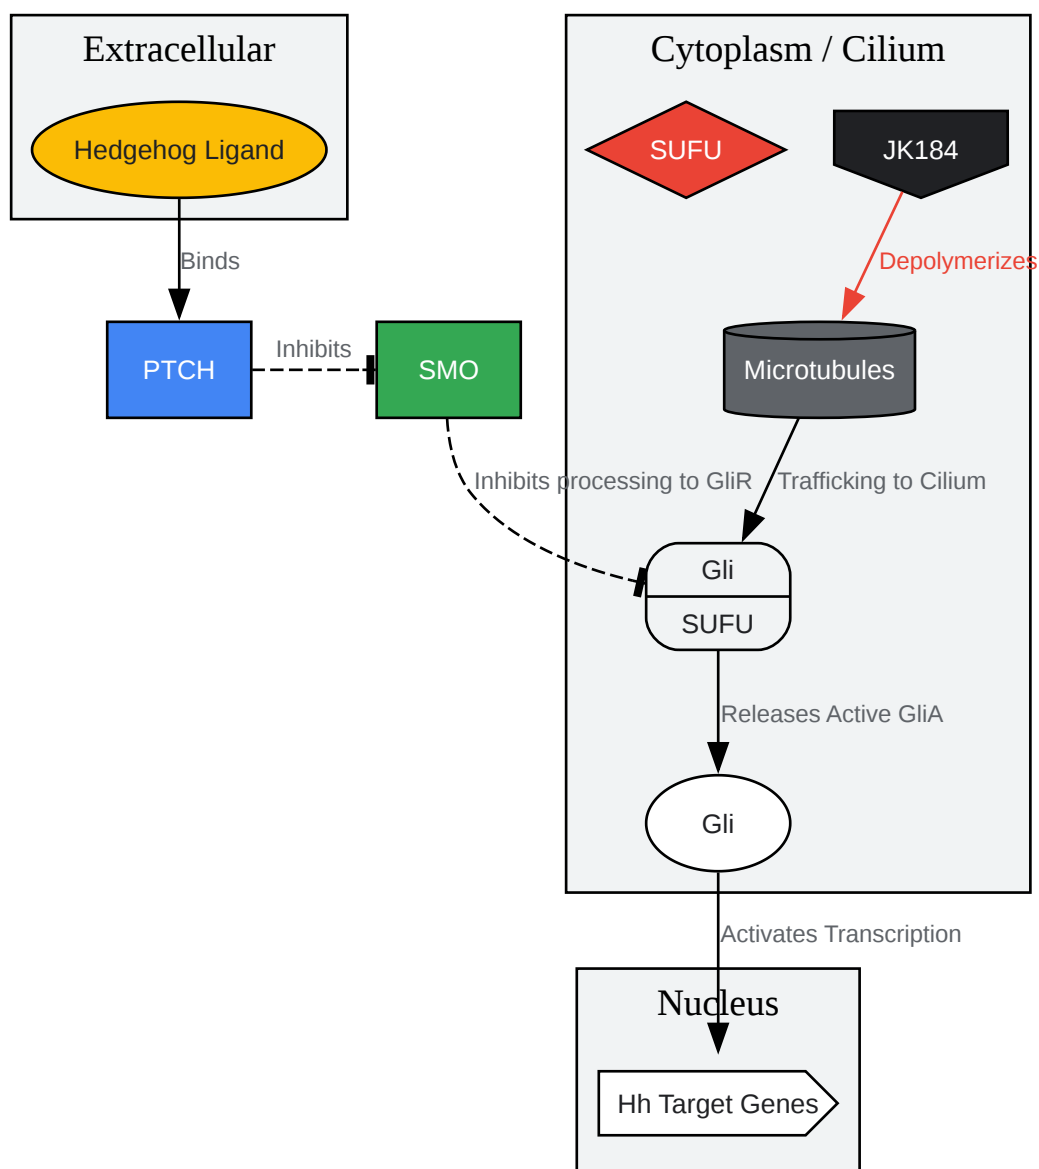 Extracellular
Cytoplasm / Cilium
Hedgehog Ligand
SUFU
JK184
Binds
Depolymerizes
PTCH
Inhibits
SMO
Microtubules
Inhibits processing to GliR
Trafficking to Cilium
Gli
SUFU
Releases Active GliA
Gli
Activates Transcription
Nucleus
Hh Target Genes